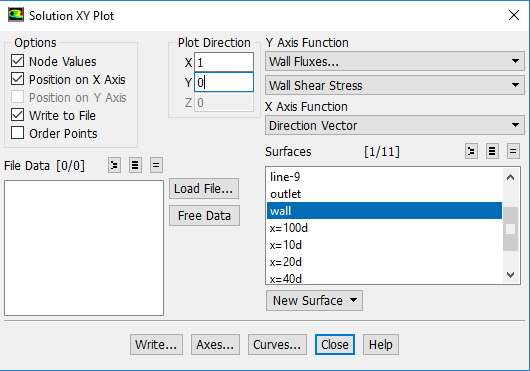 Solution XY Plot
Options
Node Values
Position on X Axis
Position on Y Axis
Write to File
Order Points
Plot Direction
X 1
Y 0
Z 0
Y Axis Function
Wall Fluxes...
Wall Shear Stress
X Axis Function
Direction Vector
File Data [0/0]
Load File...
Free Data
Surfaces [1/11]
line-9
outlet
wall
x=100d
x=10d
x=20d
x=40d
New Surface
Write... Axes... Curves... Close Help